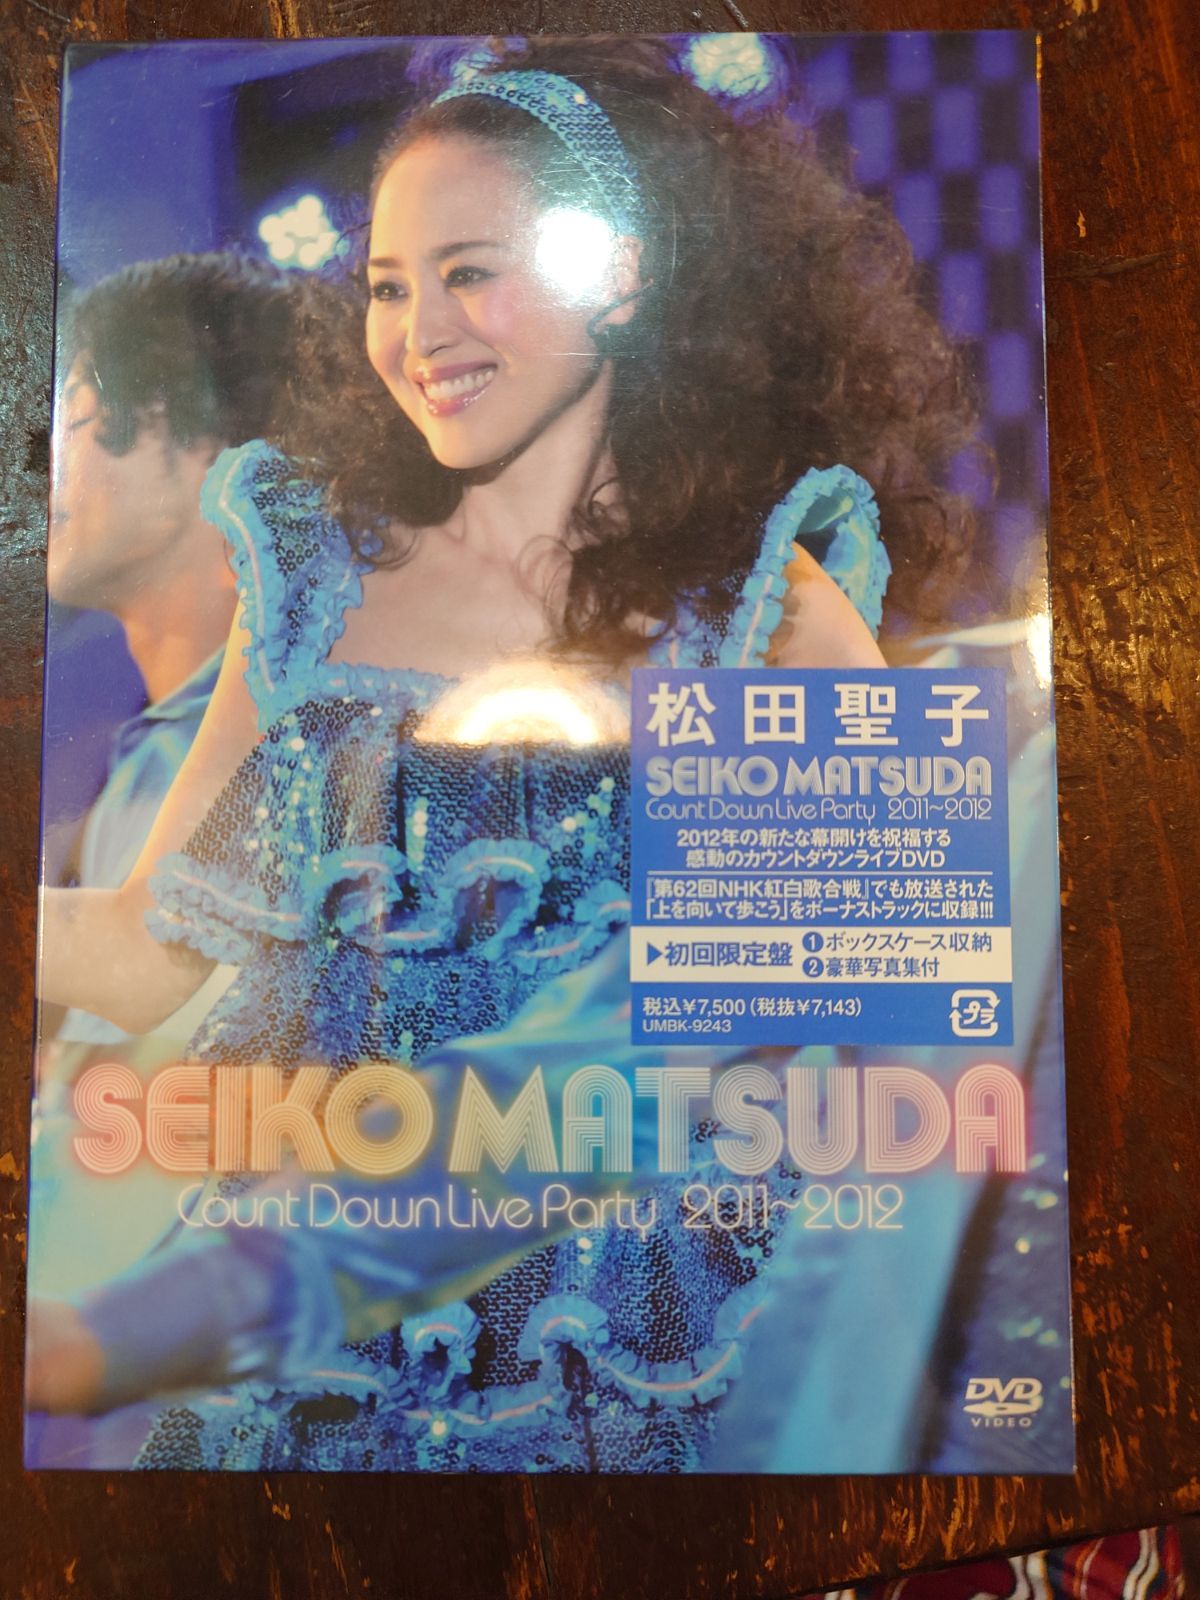 松田聖子
SEIKO MATSUDA
Count Down Live Party 2011~2012
2012年の新たな幕開けを祝福する
感動のカウントダウンライブDVD
『第62回NHK紅白歌合戦』でも放送された
「上を向いて歩こう」をボーナストラックに収録!!!
▶初回限定盤 ❶ボックスケース収納
❷豪華写真集付
税込¥7,500(税抜¥7,143)
UMBK-9243
プラ
SEIKO MATSUDA
Count Down Live Party 2011~2012
DVD
VIDEO